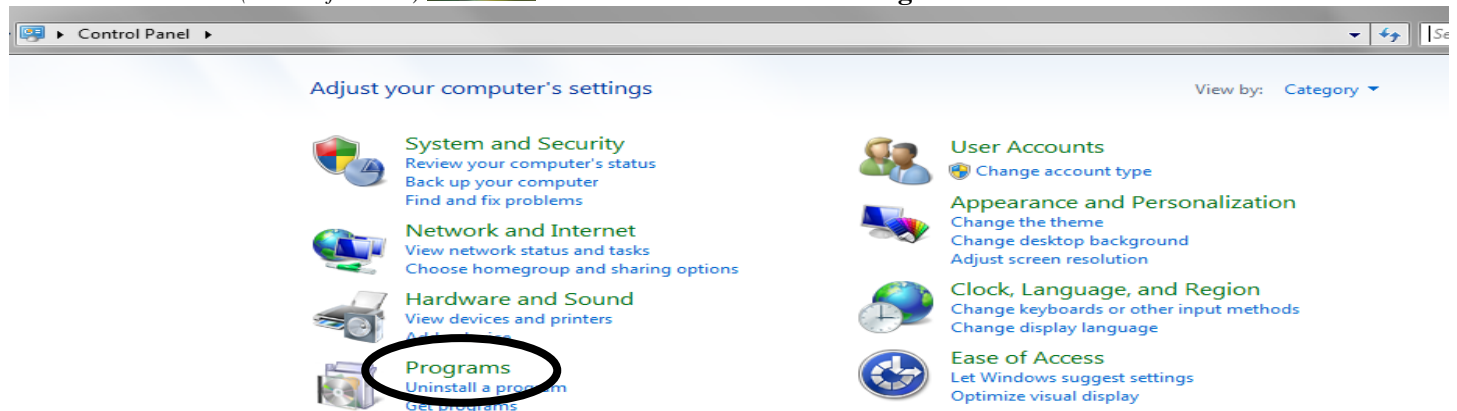 Control Panel
Se
Adjust your computer's settings
View by: Category
System and Security
Review your computer's status
Back up your computer
Find and fix problems
Network and Internet
View network status and tasks
Choose homegroup and sharing options
Hardware and Sound
View devices and printers
Programs
Uninstall a program
Get programs
User Accounts
Change account type
Appearance and Personalization
Change the theme
Change desktop background
Adjust screen resolution
Clock, Language, and Region
Change keyboards or other input methods
Change display language
Ease of Access
Let Windows suggest settings
Optimize visual display